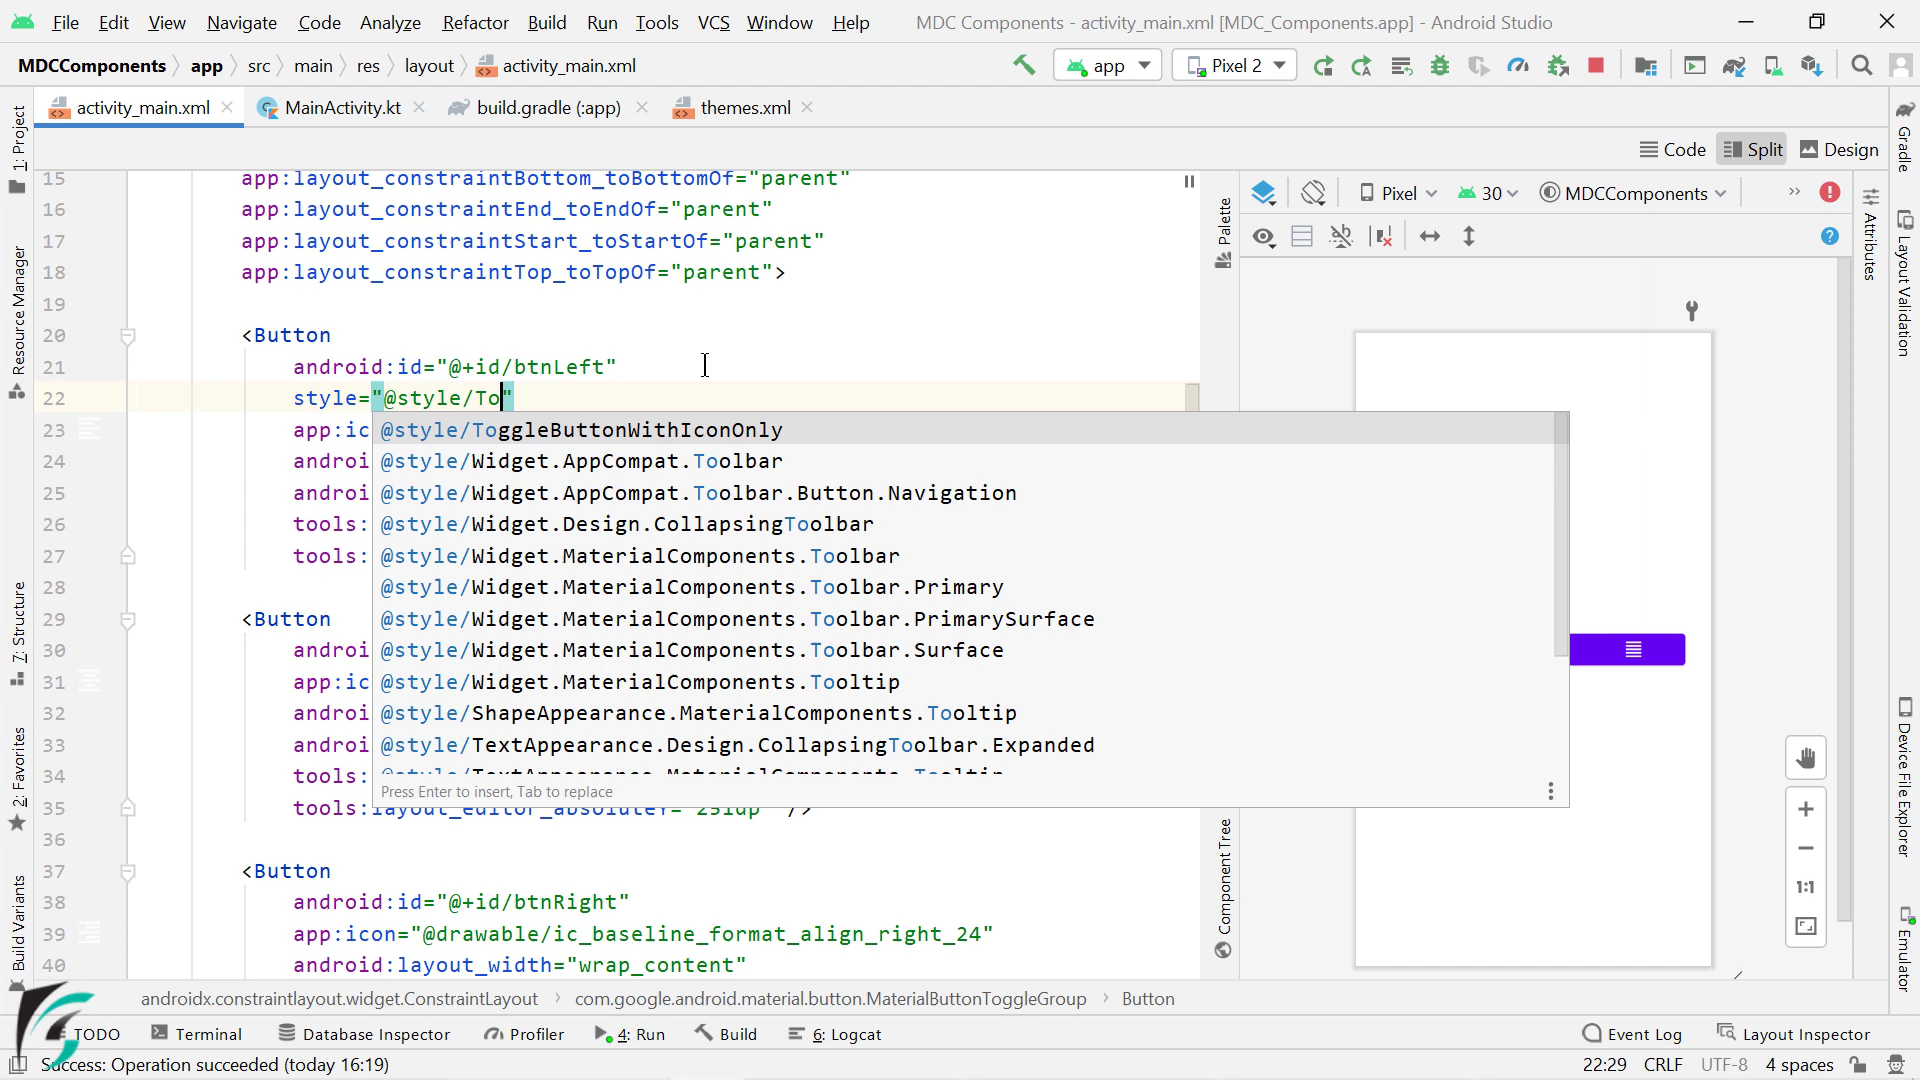 File Edit View Navigate Code Analyze Refactor Build Run Tools VCS Window Help MDC Components - activity_main.xml [MDC_Components.app] - Android Studio
MDCComponents app src main res layout activity_main.xml app Pixel 2
activity_main.xml MainActivity.kt build.gradle (:app) themes.xml
Code Split Design
1: Project
Resource Manager
7: Structure
2: Favorites
Build Variants
15 app:layout_constraintBottom_toBottomOf="parent"
16 app:layout_constraintEnd_toEndOf="parent"
17 app:layout_constraintStart_toStartOf="parent"
18 app:layout_constraintTop_toTopOf="parent">
19
20 <Button
21 android:id="@+id/btnLeft"
22 style="@style/To"
23 app:ic @style/ToggleButtonWithIconOnly
24 androi @style/Widget.AppCompat.Toolbar
25 androi @style/Widget.AppCompat.Toolbar.Button.Navigation
26 tools: @style/Widget.Design.CollapsingToolbar
27 tools: @style/Widget.MaterialComponents.Toolbar
28 @style/Widget.MaterialComponents.Toolbar.Primary
29 <Button @style/Widget.MaterialComponents.Toolbar.PrimarySurface
30 androi @style/Widget.MaterialComponents.Toolbar.Surface
31 app:ic @style/Widget.MaterialComponents.Tooltip
32 androi @style/ShapeAppearance.MaterialComponents.Tooltip
33 androi @style/TextAppearance.Design.CollapsingToolbar.Expanded
34 tools:
Press Enter to insert, Tab to replace
35 tools:layout_editor_absoluteY="251dp" />
36
37 <Button
38 android:id="@+id/btnRight"
39 app:icon="@drawable/ic_baseline_format_align_right_24"
40 android:layout_width="wrap_content"
Palette
Component Tree
Pixel 30 MDCComponents
1:1
Attributes
Gradle
Layout Validation
Device File Explorer
Emulator
androidx.constraintlayout.widget.ConstraintLayout com.google.android.material.button.MaterialButtonToggleGroup Button
TODO Terminal Database Inspector Profiler 4: Run Build 6: Logcat Event Log Layout Inspector
Success: Operation succeeded (today 16:19) 22:29 CRLF UTF-8 4 spaces